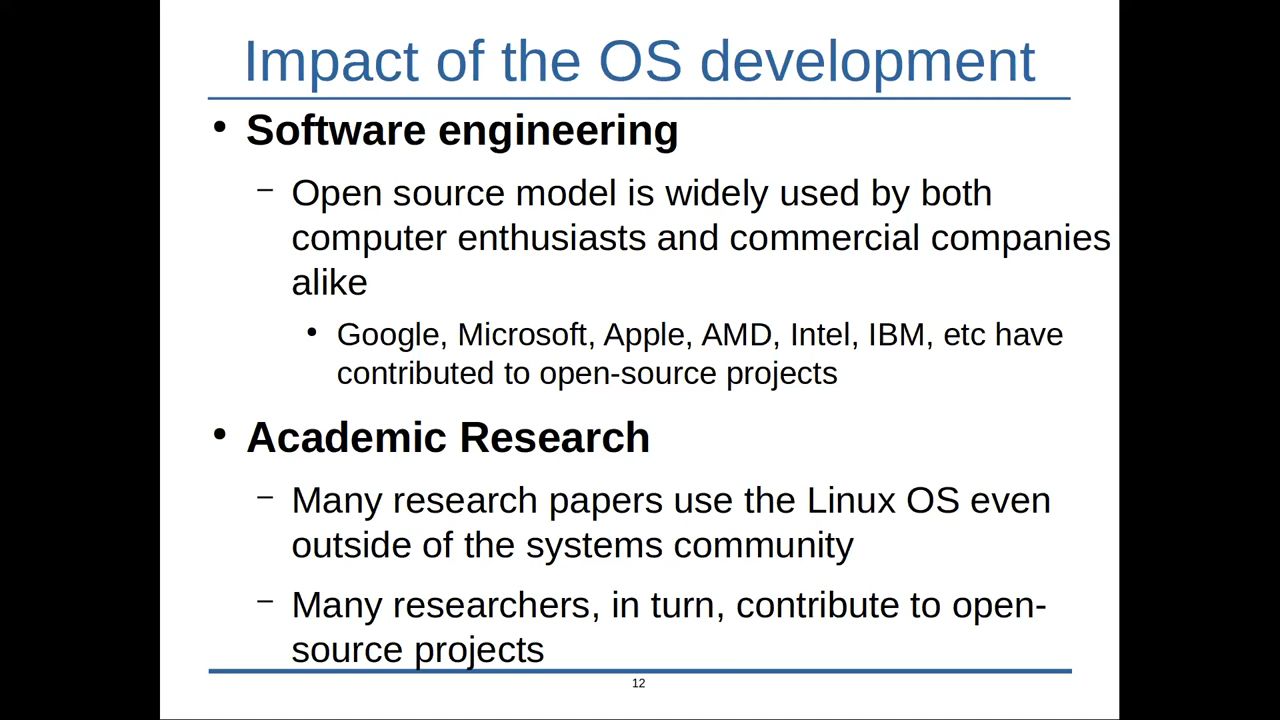 Impact of the OS development
• Software engineering
– Open source model is widely used by both
computer enthusiasts and commercial companies
alike
• Google, Microsoft, Apple, AMD, Intel, IBM, etc have
contributed to open-source projects
• Academic Research
– Many research papers use the Linux OS even
outside of the systems community
– Many researchers, in turn, contribute to open-
source projects
12